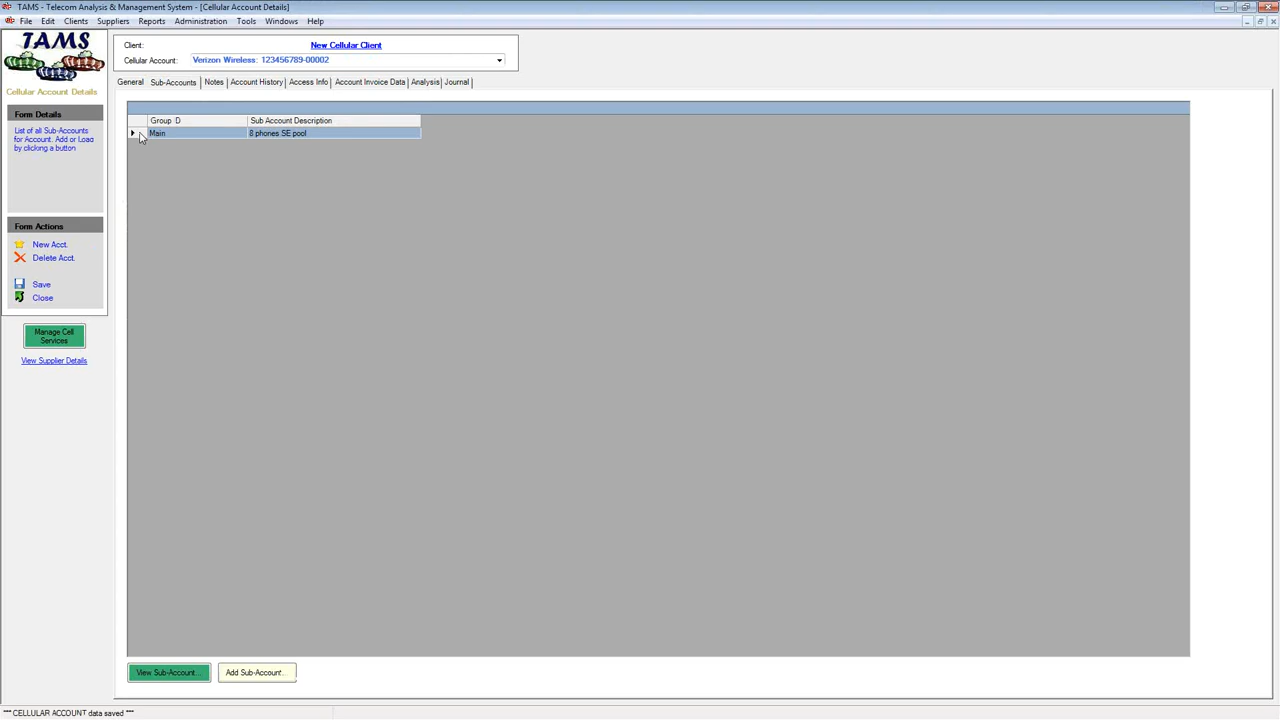 TAMS - Telecom Analysis & Management System - [Cellular Account Details]
File Edit Clients Suppliers Reports Administration Tools Windows Help
TAMS
Cellular Account Details
Form Details
List of all Sub-Accounts
for Account. Add or Load
by clicking a button
Form Actions
New Acct.
Delete Acct.
Save
Close
Manage Cell
Services
View Supplier Details
Client: New Cellular Client
Cellular Account: Verizon Wireless: 123456789-00002
General Sub-Accounts Notes Account History Access Info Account Invoice Data Analysis Journal
Group D Sub Account Description
Main 8 phones SE pool
View Sub-Account... Add Sub-Account...
*** CELLULAR ACCOUNT data saved ***